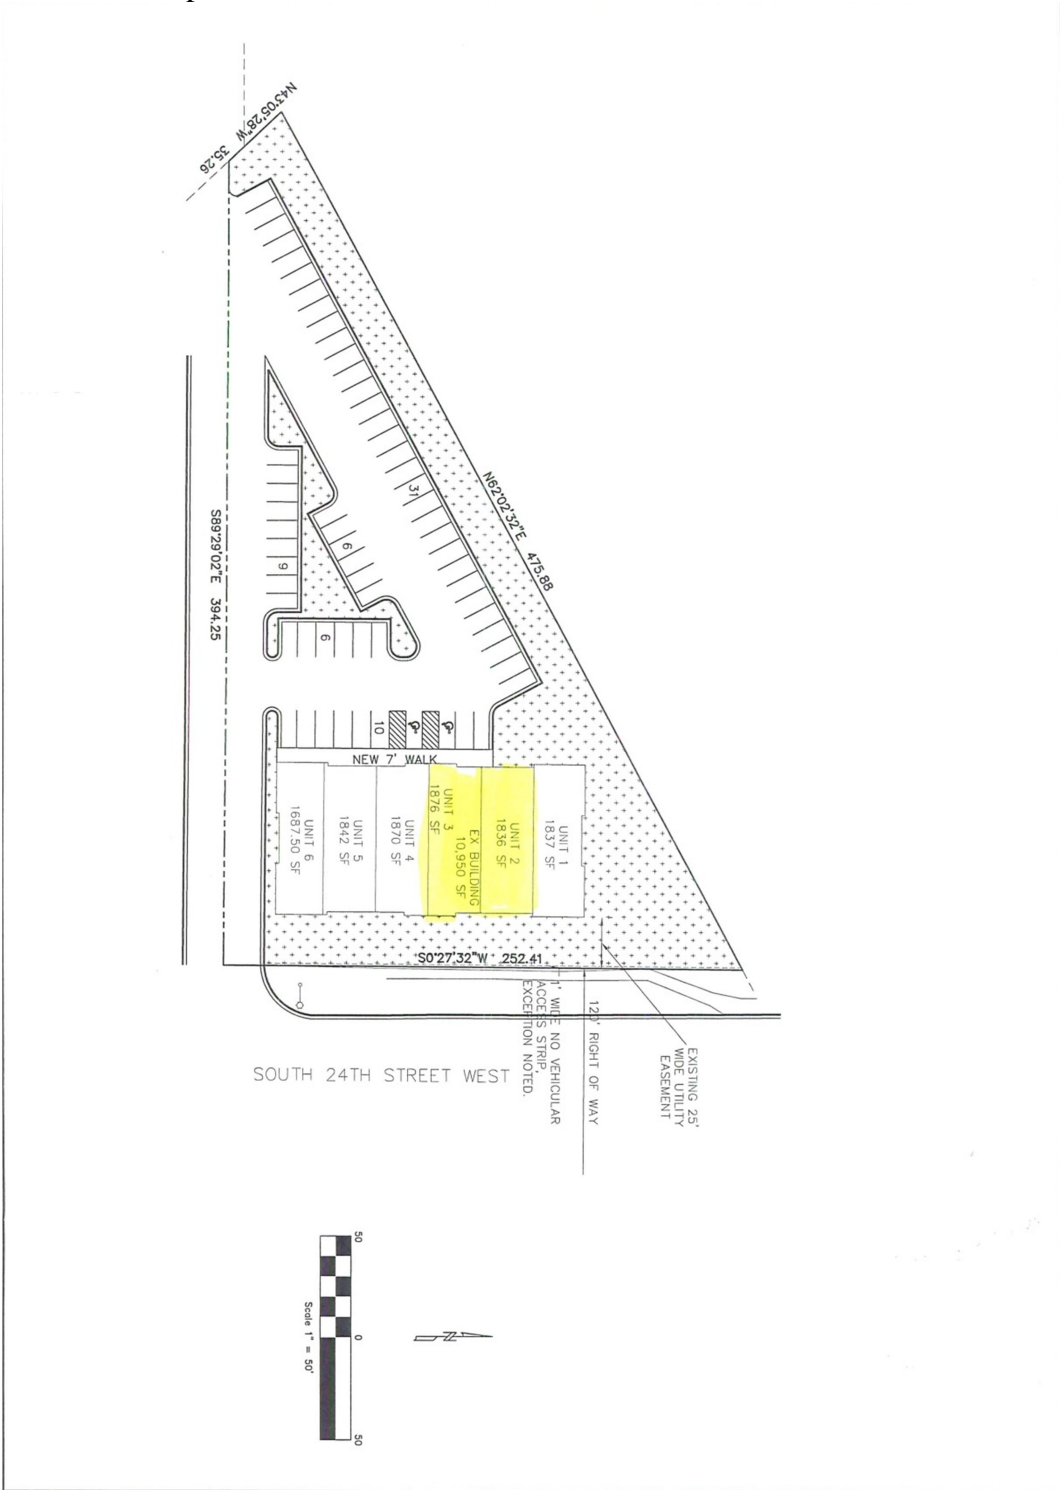 N43°05'28"W
35.26
N62°02'32"E 475.88
31
6
9
6
S89°29'02"E 394.25
10
NEW 7' WALK
UNIT 1
1837 SF
UNIT 2
1836 SF
EX BUILDING
10,950 SF
UNIT 3
1876 SF
UNIT 4
1870 SF
UNIT 5
1842 SF
UNIT 6
1687.50 SF
S0°27'32"W 252.41
EXISTING 25'
WIDE UTILITY
EASEMENT
120' RIGHT OF WAY
1' WIDE NO VEHICULAR
ACCESS STRIP,
EXCEPTION NOTED.
SOUTH 24TH STREET WEST
50 0 50
Scale 1" = 50'
N